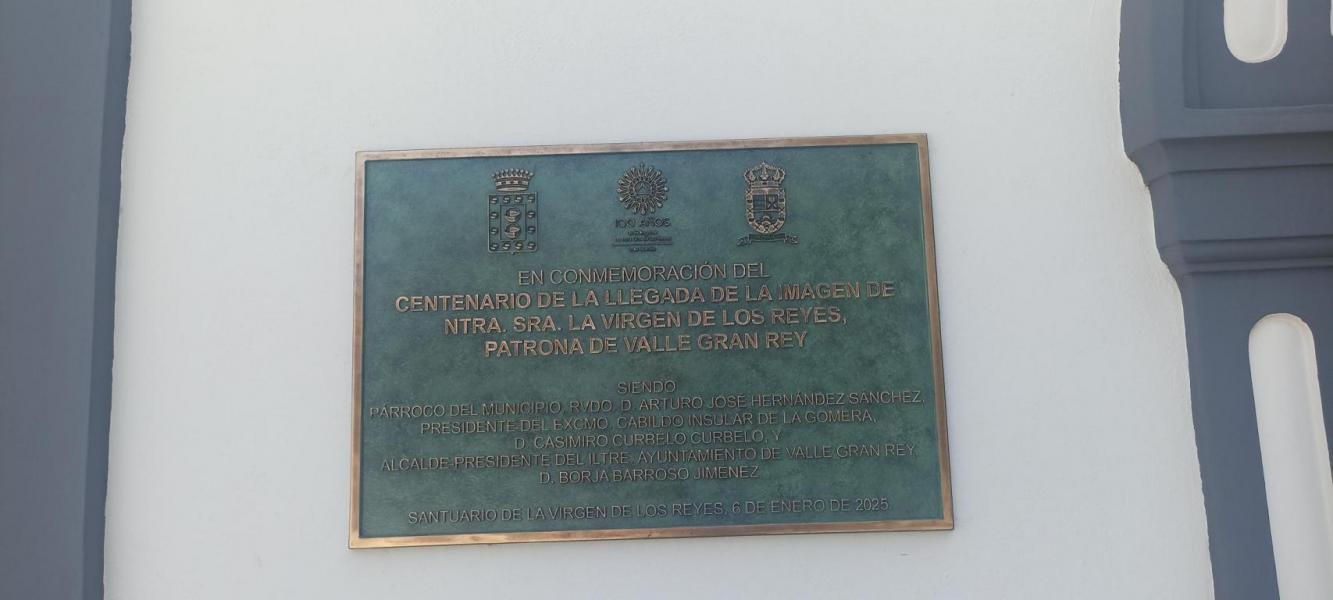 100 AÑOS
EN CONMEMORACIÓN DEL
CENTENARIO DE LA LLEGADA DE LA IMAGEN DE
NTRA. SRA. LA VIRGEN DE LOS REYES,
PATRONA DE VALLE GRAN REY
SIENDO
PÁRROCO DEL MUNICIPIO, RVDO. D. ARTURO JOSÉ HERNÁNDEZ SÁNCHEZ,
PRESIDENTE DEL EXCMO. CABILDO INSULAR DE LA GOMERA,
D. CASIMIRO CURBELO CURBELO, Y
ALCALDE-PRESIDENTE DEL ILTRE. AYUNTAMIENTO DE VALLE GRAN REY,
D. BORJA BARROSO JIMÉNEZ
SANTUARIO DE LA VIRGEN DE LOS REYES, 6 DE ENERO DE 2025